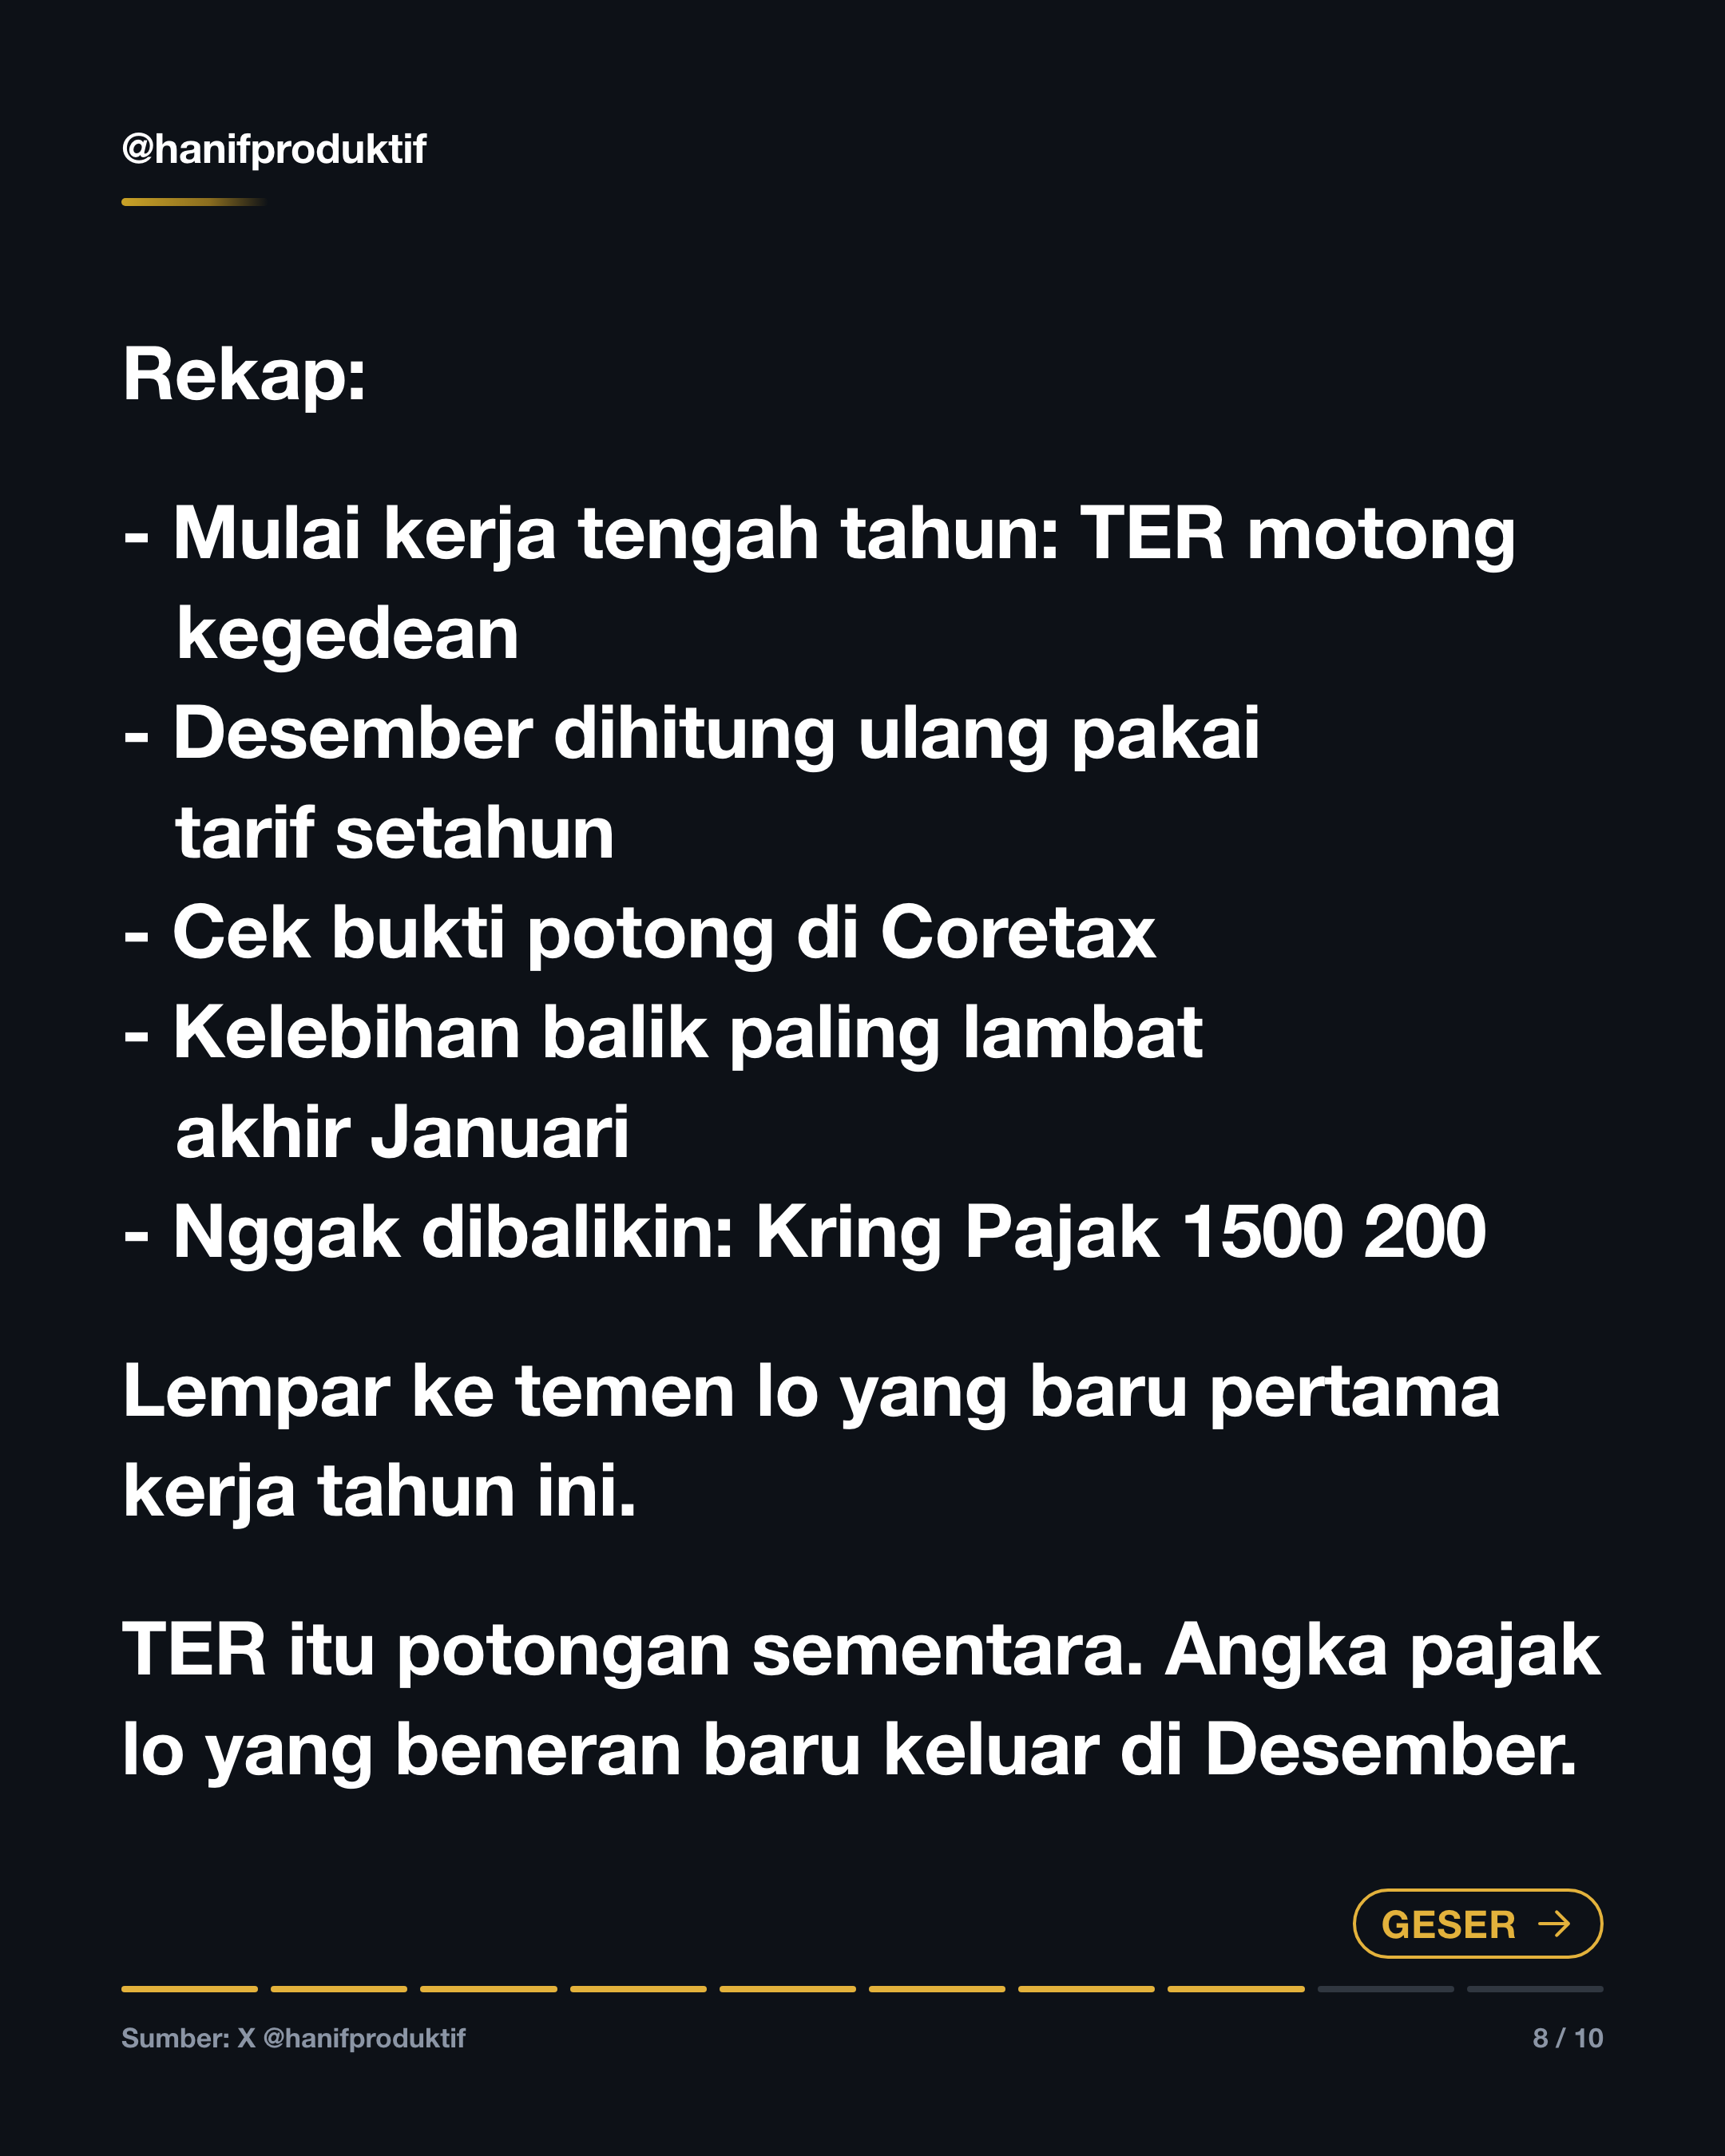 @hanifproduktif
Rekap:
- Mulai kerja tengah tahun: TER motong
kegedean
- Desember dihitung ulang pakai
tarif setahun
- Cek bukti potong di Coretax
- Kelebihan balik paling lambat
akhir Januari
- Nggak dibalikin: Kring Pajak 1500 200
Lempar ke temen lo yang baru pertama
kerja tahun ini.
TER itu potongan sementara. Angka pajak
lo yang beneran baru keluar di Desember.
GESER →
Sumber: X @hanifproduktif
8 / 10